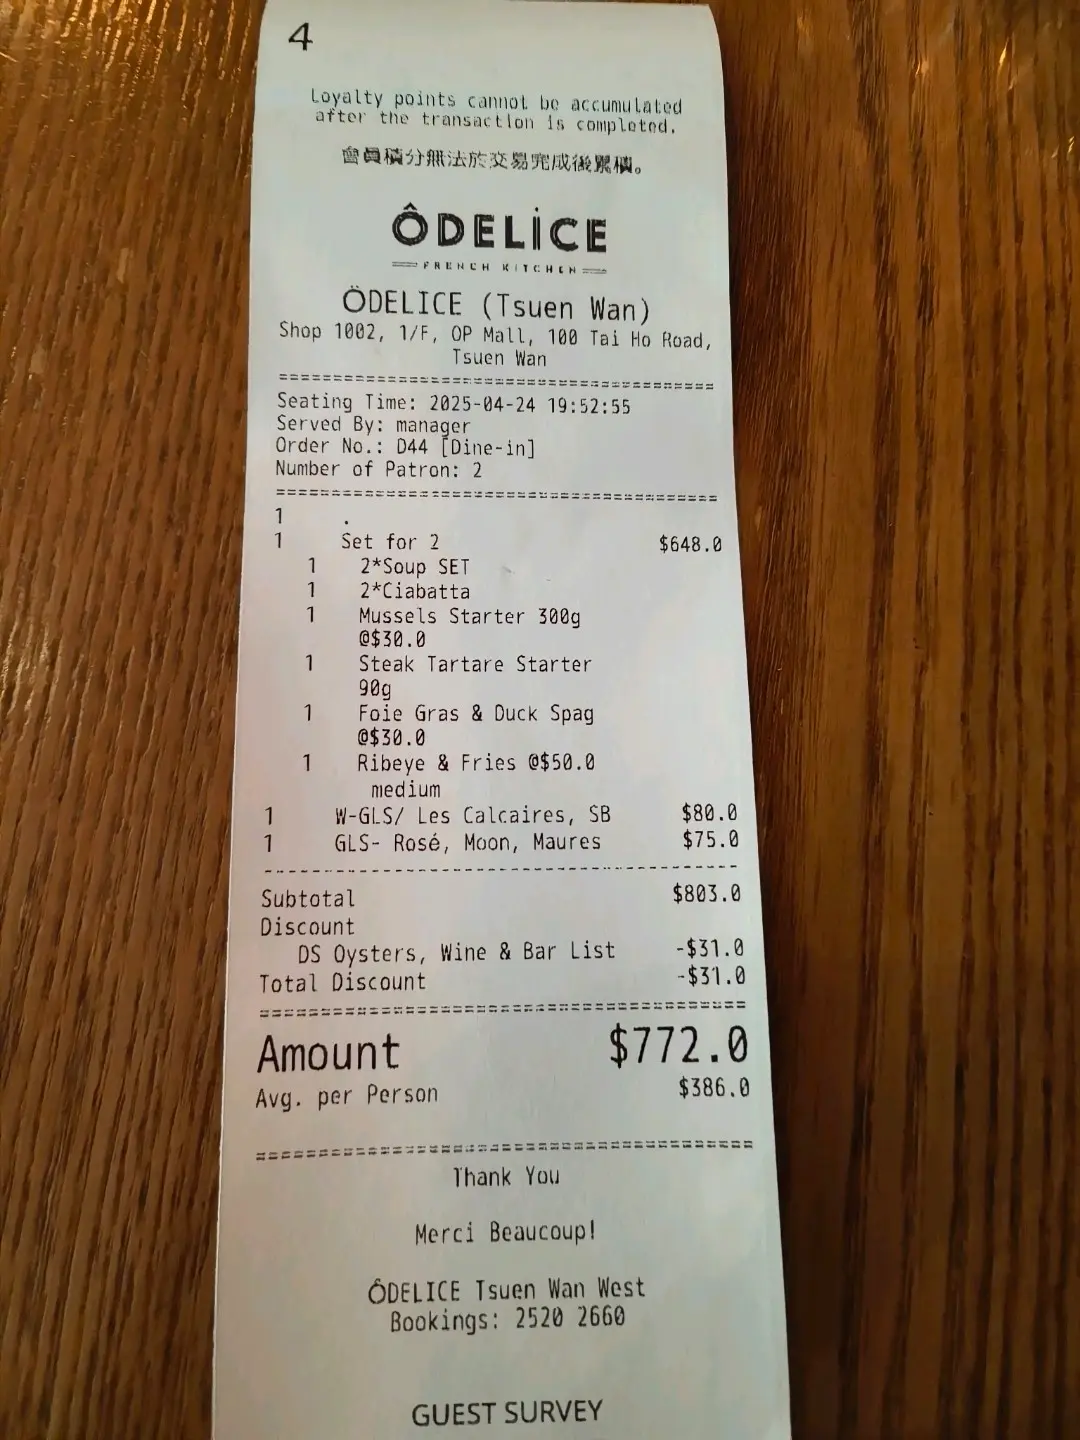 4
Loyalty points cannot be accumulated
after the transaction is completed.
會員積分無法於交易完成後累積。
ÔDELİCE
FRENCH KITCHEN
ÖDELICE (Tsuen Wan)
Shop 1002, 1/F, OP Mall, 100 Tai Ho Road,
Tsuen Wan
==========================================
Seating Time: 2025-04-24 19:52:55
Served By: manager
Order No.: D44 [Dine-in]
Number of Patron: 2
==========================================
1 .
1 Set for 2 $648.0
1 2*Soup SET
1 2*Ciabatta
1 Mussels Starter 300g
@$30.0
1 Steak Tartare Starter
90g
1 Foie Gras & Duck Spag
@$30.0
1 Ribeye & Fries @$50.0
medium
1 W-GLS/ Les Calcaires, SB $80.0
1 GLS- Rosé, Moon, Maures $75.0
------------------------------------------
Subtotal $803.0
Discount
DS Oysters, Wine & Bar List -$31.0
Total Discount -$31.0
==========================================
Amount $772.0
Avg. per Person $386.0
==========================================
Thank You
Merci Beaucoup!
ÔDELICE Tsuen Wan West
Bookings: 2520 2660
GUEST SURVEY